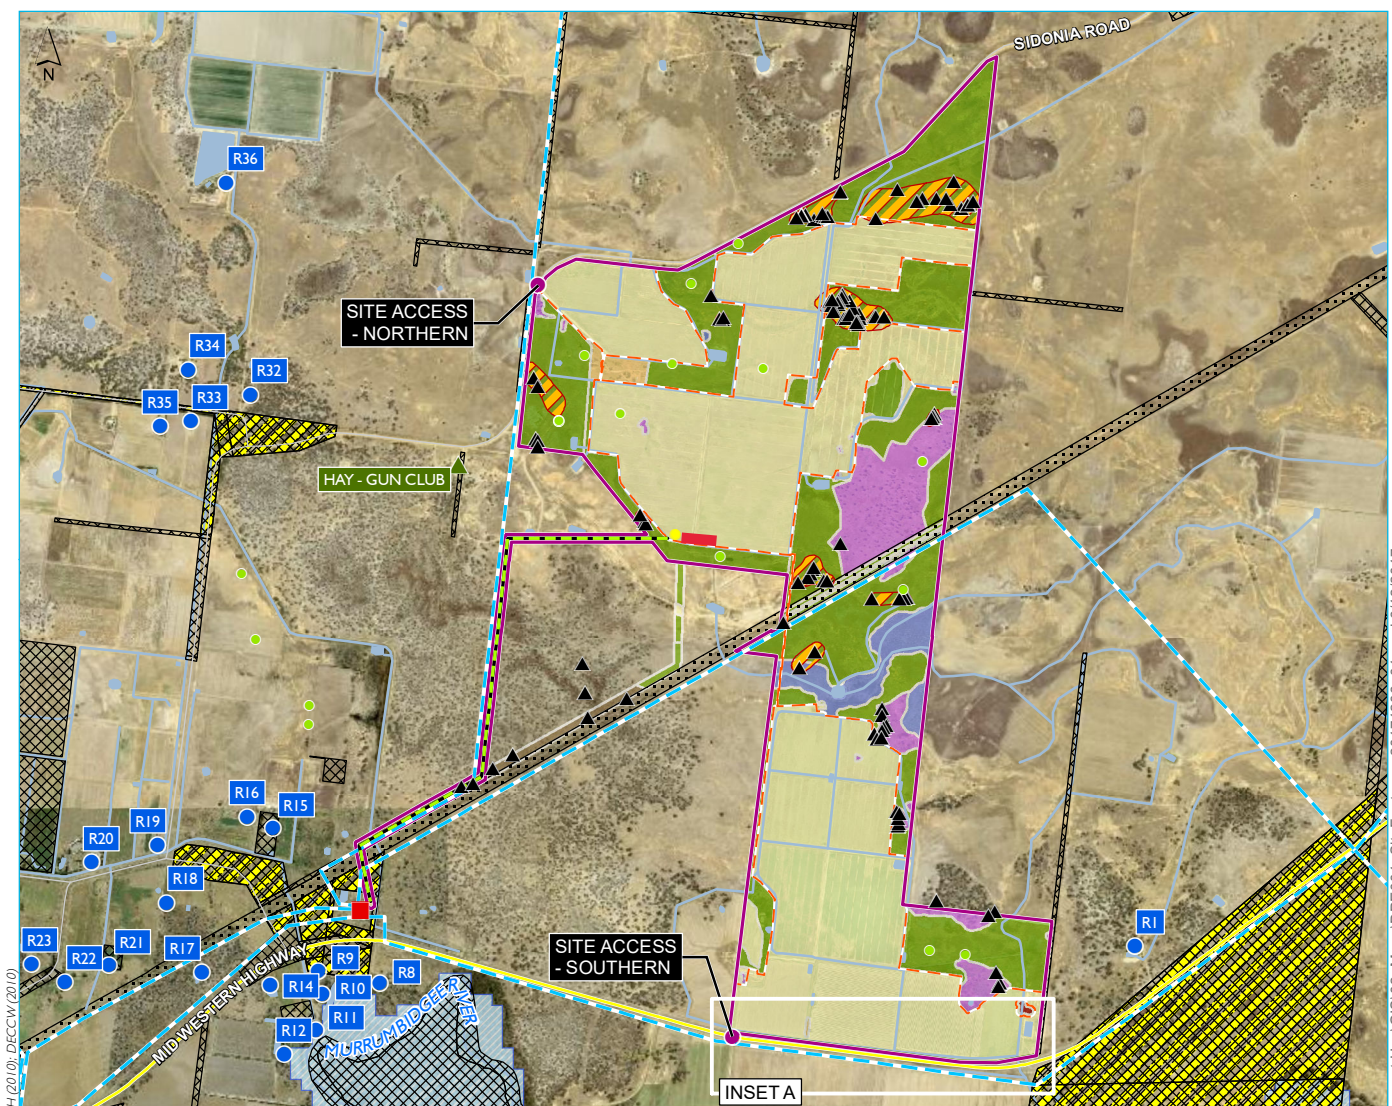 SIDONIA ROAD
N
R36
SITE ACCESS
- NORTHERN
R34
R32
R35
R33
HAY - GUN CLUB
R16
R15
R20
R19
R18
R23
R22
R21
R17
R9
R8
R14
R10
R11
R12
R1
MID WESTERN HIGHWAY
MURRUMBIDGEE
RIVER
SITE ACCESS
- SOUTHERN
INSET A
H (2010); DECCW (2010)